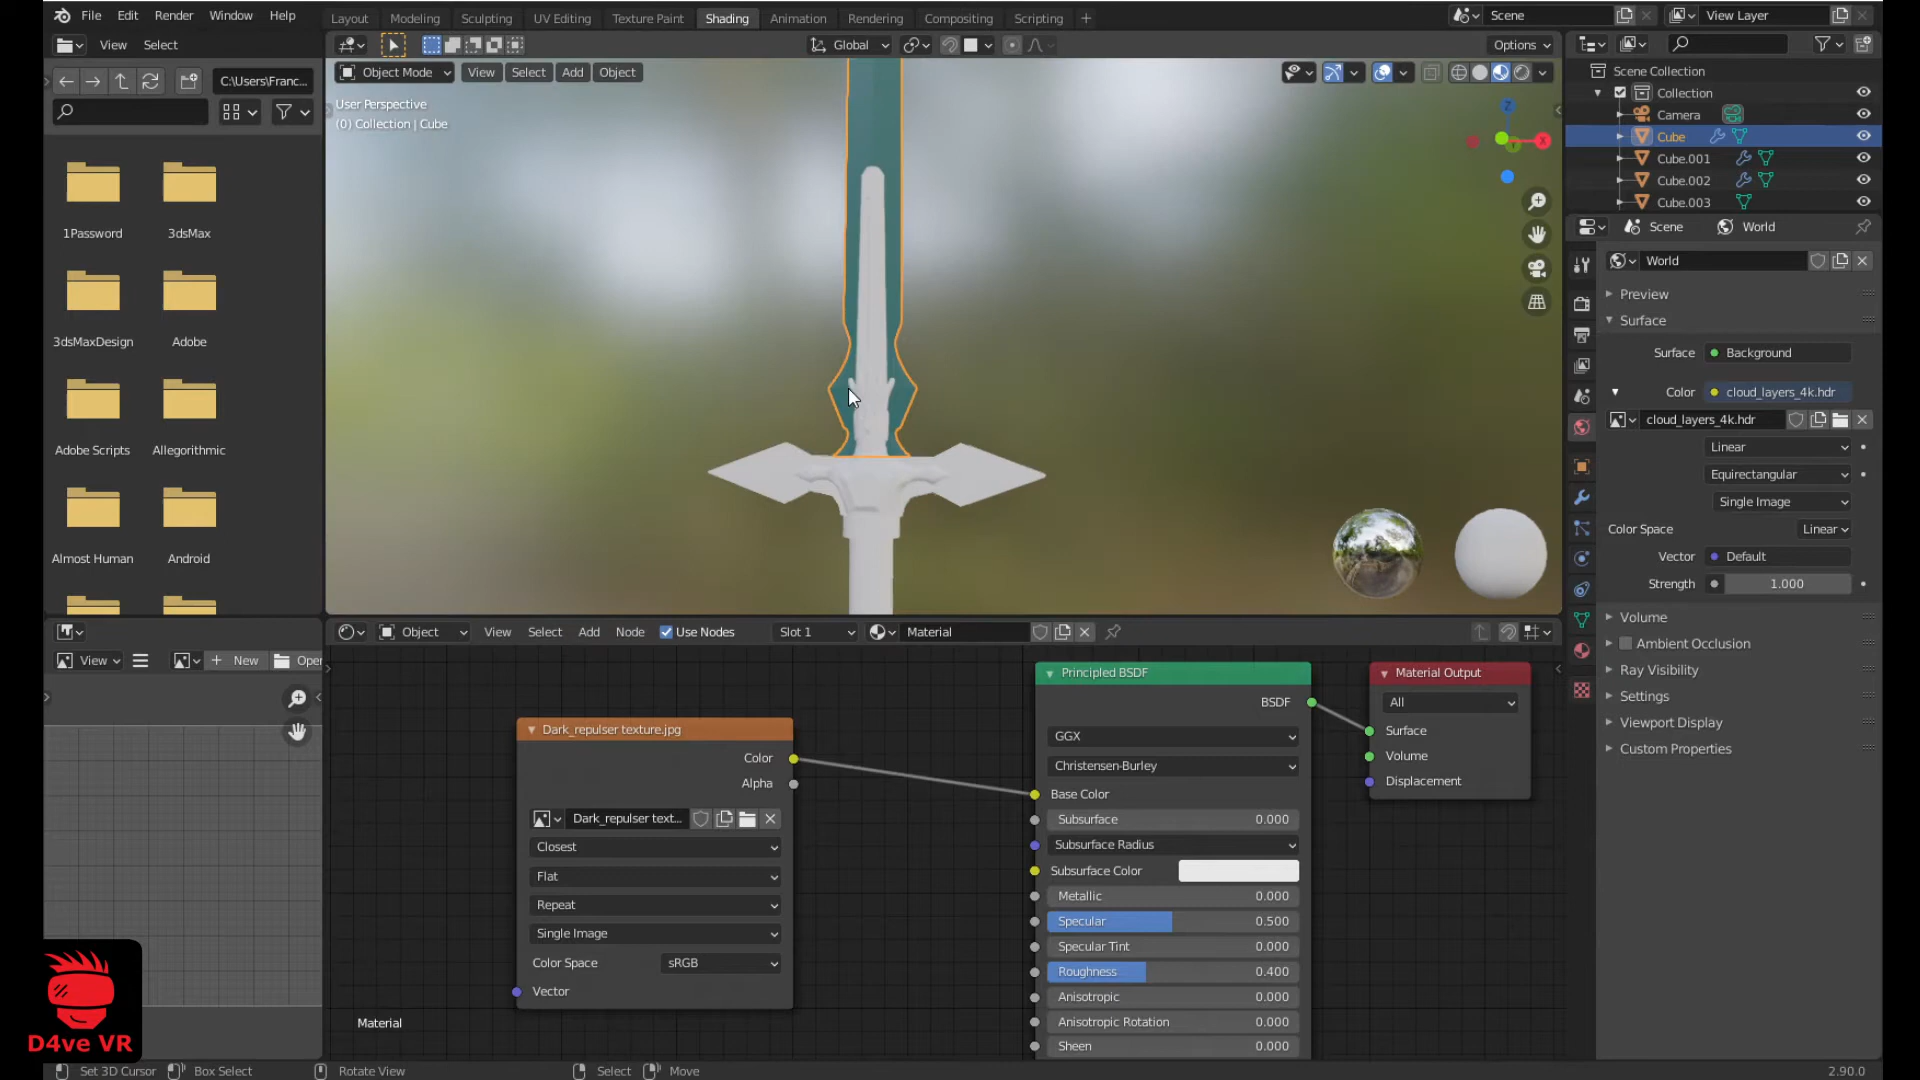 File Edit Render Window Help
Layout Modeling Sculpting UV Editing Texture Paint Shading Animation Rendering Compositing Scripting +
Scene
View Layer
View Select
Global
Options
C:\Users\Franc...
Object Mode View Select Add Object
User Perspective
(0) Collection | Cube
Z
X
1Password 3dsMax
3dsMaxDesign Adobe
Adobe Scripts Allegorithmic
Almost Human Android
Scene Collection
Collection
Camera
Cube
Cube.001
Cube.002
Cube.003
Scene World
World
Preview
Surface
Surface Background
Color cloud_layers_4k.hdr
cloud_layers_4k.hdr
Linear
Equirectangular
Single Image
Color Space Linear
Vector Default
Strength 1.000
Volume
Ambient Occlusion
Ray Visibility
Settings
Viewport Display
Custom Properties
View + New Oper
Object View Select Add Node Use Nodes Slot 1 Material
Dark_repulser texture.jpg
Color
Alpha
Dark_repulser text...
Closest
Flat
Repeat
Single Image
Color Space sRGB
Vector
Principled BSDF
BSDF
GGX
Christensen-Burley
Base Color
Subsurface 0.000
Subsurface Radius
Subsurface Color
Metallic 0.000
Specular 0.500
Specular Tint 0.000
Roughness 0.400
Anisotropic 0.000
Anisotropic Rotation 0.000
Sheen 0.000
Material Output
All
Surface
Volume
Displacement
Material
D4ve VR
Set 3D Cursor Box Select Rotate View Select Move 2.90.0